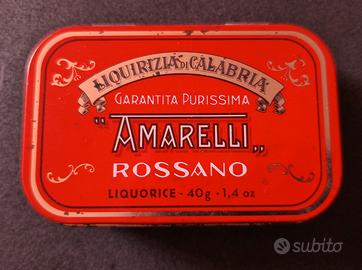 LIQUIRIZIA DI CALABRIA
GARANTITA PURISSIMA
"AMARELLI„
ROSSANO
LIQUORICE - 40g - 1,4 oz
subito